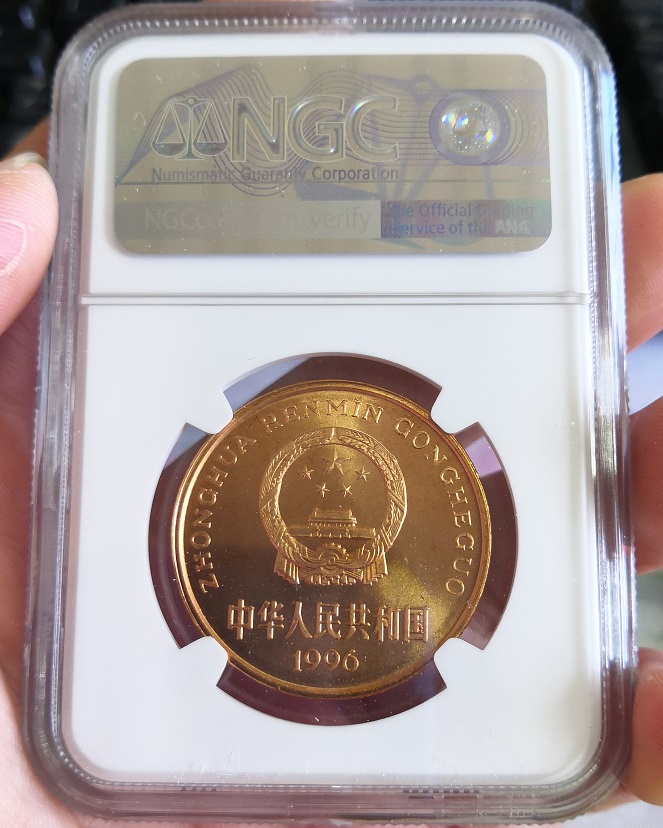 NGC
Numismatic Guaranty Corporation
verify
The Official Grading
Service of the ANA
ZHONGHUA RENMIN GONGHEGUO
中华人民共和国
1996